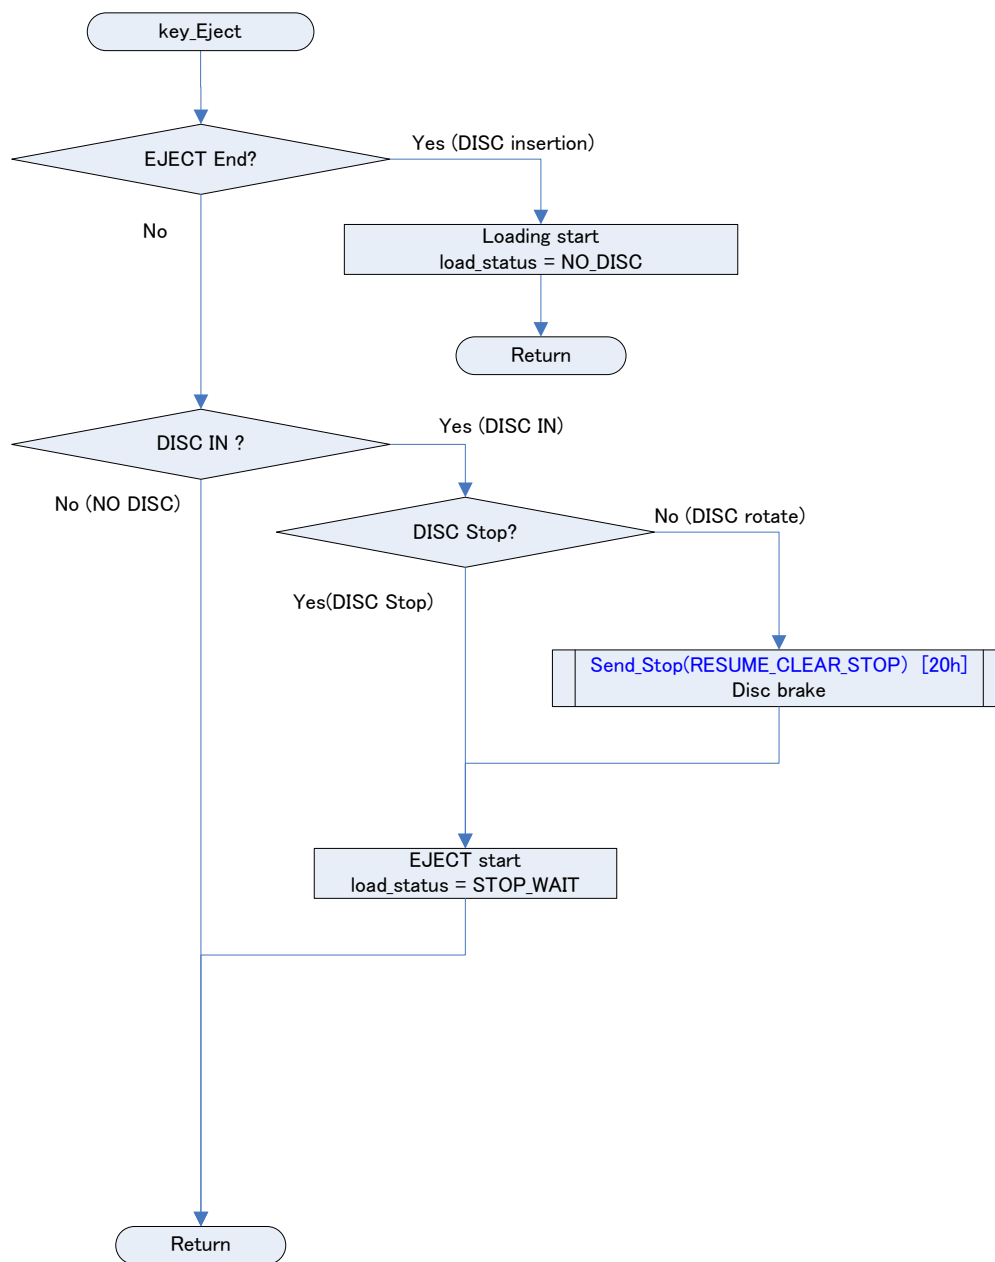 key_Eject
EJECT End?
Yes (DISC insertion)
No
Loading start
load_status = NO_DISC
Return
DISC IN ?
Yes (DISC IN)
No (NO DISC)
DISC Stop?
No (DISC rotate)
Yes(DISC Stop)
Send_Stop(RESUME_CLEAR_STOP) [20h]
Disc brake
EJECT start
load_status = STOP_WAIT
Return